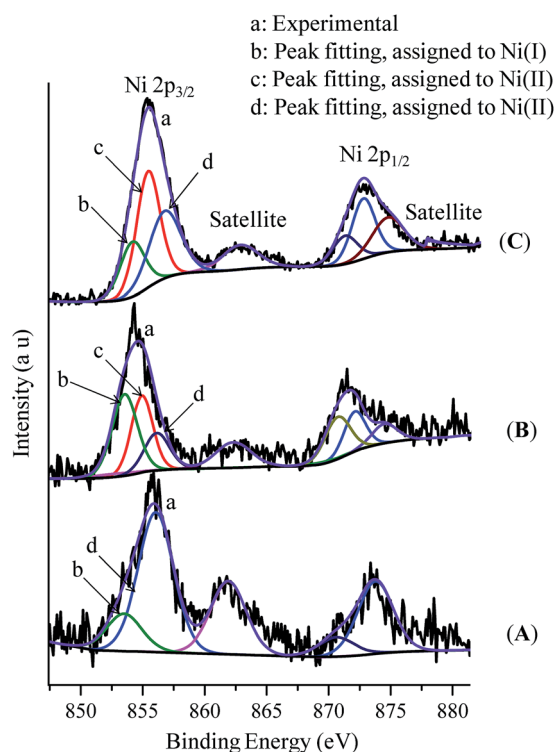 a: Experimental
b: Peak fitting, assigned to Ni(I)
c: Peak fitting, assigned to Ni(II)
d: Peak fitting, assigned to Ni(II)
Ni 2p3/2
a
c
d
b
Satellite
Ni 2p1/2
Satellite
(C)
a
c
b
d
(B)
a
d
b
(A)
Intensity (a u)
850 855 860 865 870 875 880
Binding Energy (eV)